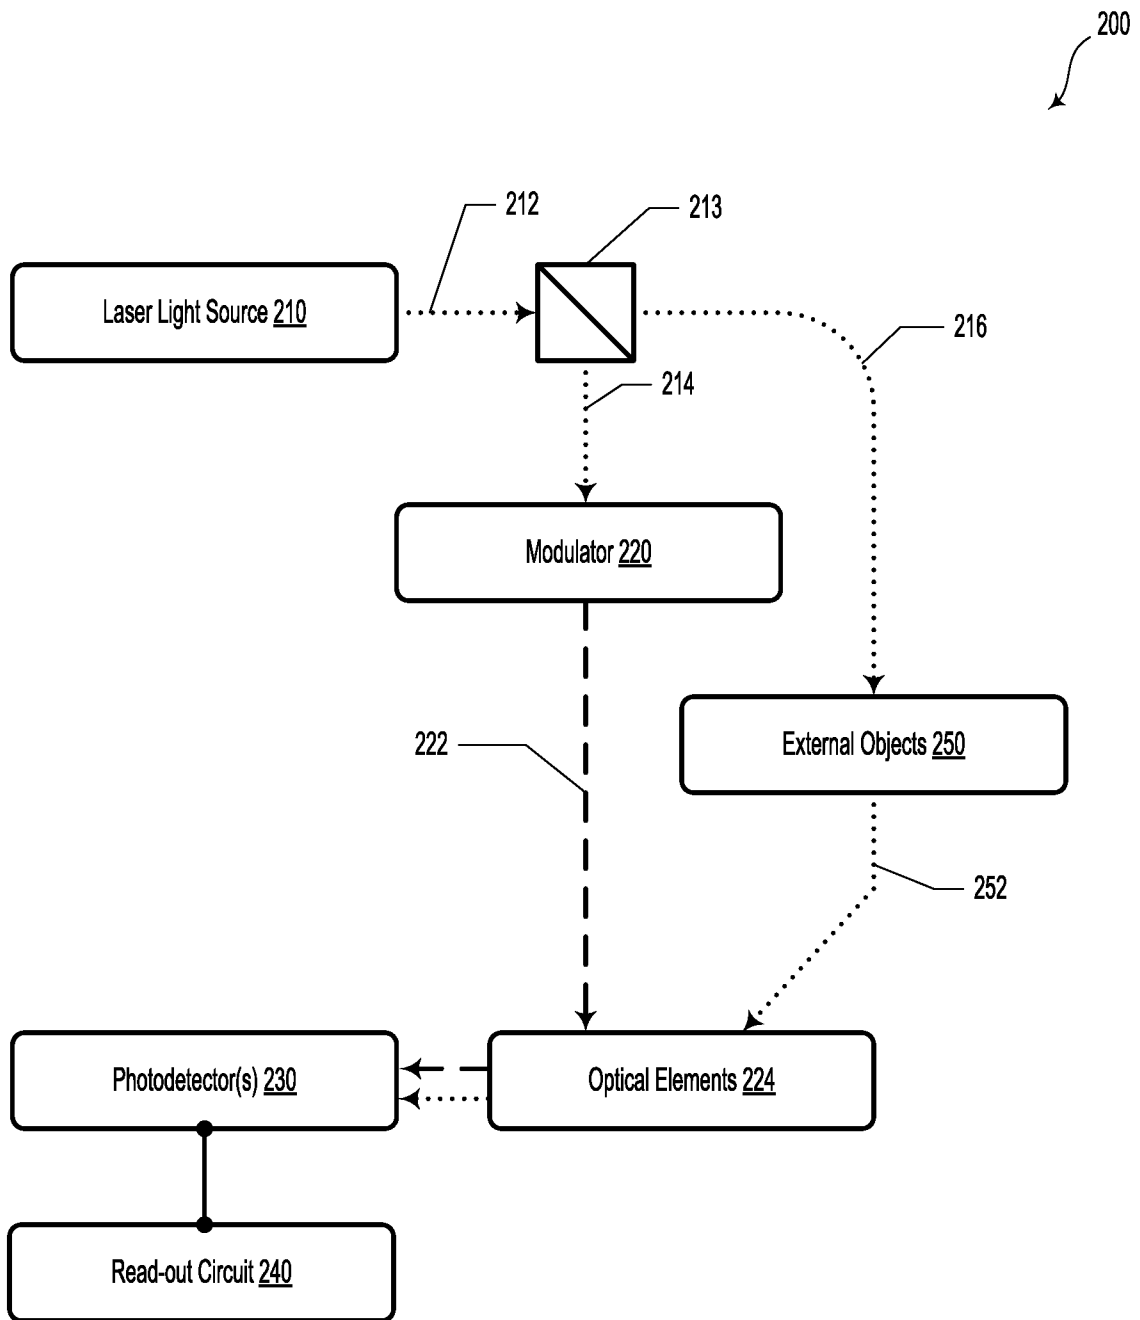 200
212
213
Laser Light Source 210
216
214
Modulator 220
222
External Objects 250
252
Photodetector(s) 230
Optical Elements 224
Read-out Circuit 240